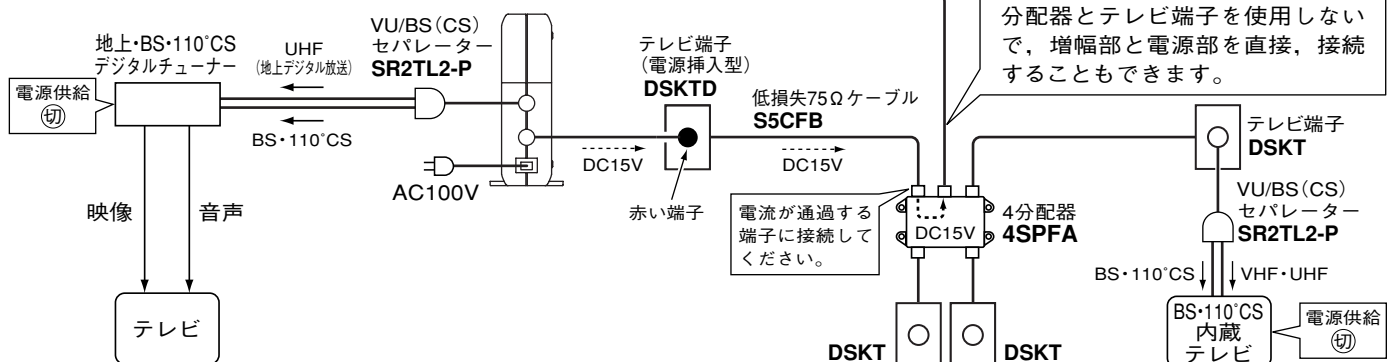 分配器とテレビ端子を使用しない
で，増幅部と電源部を直接，接続
することもできます。
地上・BS・110°CS
デジタルチューナー
電源供給
切
UHF
(地上デジタル放送)
BS・110°CS
VU/BS(CS)
セパレーター
SR2TL2-P
AC100V
DC15V
テレビ端子
(電源挿入型)
DSKTD
赤い端子
低損失75Ωケーブル
S5CFB
DC15V
電流が通過する
端子に接続して
ください。
DC15V
4分配器
4SPFA
テレビ端子
DSKT
VU/BS(CS)
セパレーター
SR2TL2-P
BS・110°CS
VHF・UHF
BS・110°CS
内蔵
テレビ
電源供給
切
映像
音声
テレビ
DSKT
DSKT